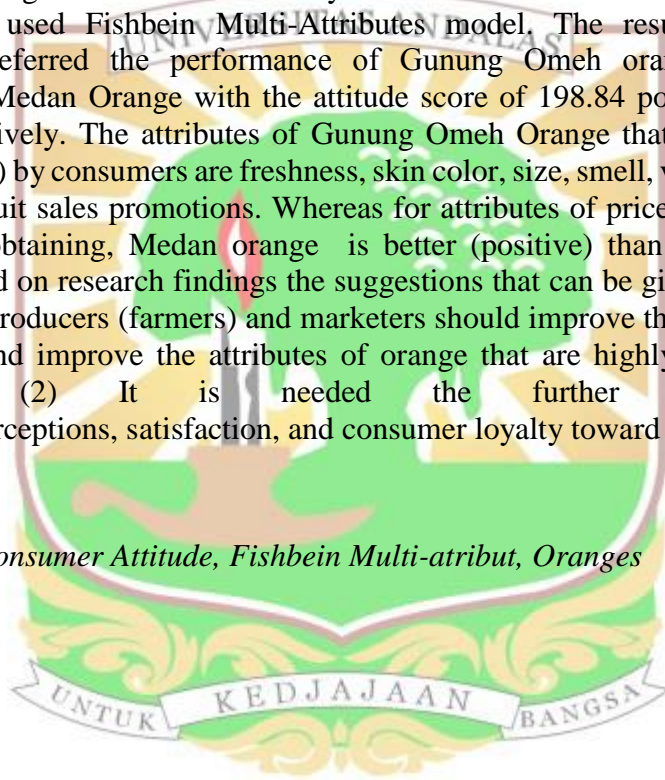 used Fishbein Multi-Attributes model. The resu
UNIVERSITAS ANDALAS
eferred the performance of Gunung Omeh oran
Medan Orange with the attitude score of 198.84 po
ively. The attributes of Gunung Omeh Orange that
) by consumers are freshness, skin color, size, smell, v
uit sales promotions. Whereas for attributes of price
btaining, Medan orange is better (positive) than
d on research findings the suggestions that can be gi
roducers (farmers) and marketers should improve th
nd improve the attributes of orange that are highly
(2) It is needed the further
rceptions, satisfaction, and consumer loyalty toward
onsumer Attitude, Fishbein Multi-atribut, Oranges
UNTUK KEDJAJAAN BANGSA